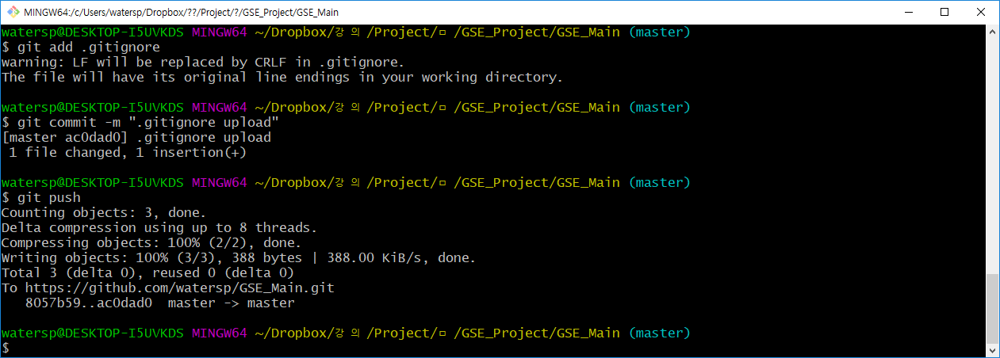 MINGW64:/c/Users/watersp/Dropbox/??/Project/?/GSE_Project/GSE_Main
watersp@DESKTOP-I5UVKDS MINGW64 ~/Dropbox/강 의 /Project/ㅁ /GSE_Project/GSE_Main (master)
$ git add .gitignore
warning: LF will be replaced by CRLF in .gitignore.
The file will have its original line endings in your working directory.
watersp@DESKTOP-I5UVKDS MINGW64 ~/Dropbox/강 의 /Project/ㅁ /GSE_Project/GSE_Main (master)
$ git commit -m ".gitignore upload"
[master ac0dad0] .gitignore upload
 1 file changed, 1 insertion(+)
watersp@DESKTOP-I5UVKDS MINGW64 ~/Dropbox/강 의 /Project/ㅁ /GSE_Project/GSE_Main (master)
$ git push
Counting objects: 3, done.
Delta compression using up to 8 threads.
Compressing objects: 100% (2/2), done.
Writing objects: 100% (3/3), 388 bytes | 388.00 KiB/s, done.
Total 3 (delta 0), reused 0 (delta 0)
To https://github.com/watersp/GSE_Main.git
   8057b59..ac0dad0  master -> master
watersp@DESKTOP-I5UVKDS MINGW64 ~/Dropbox/강 의 /Project/ㅁ /GSE_Project/GSE_Main (master)
$